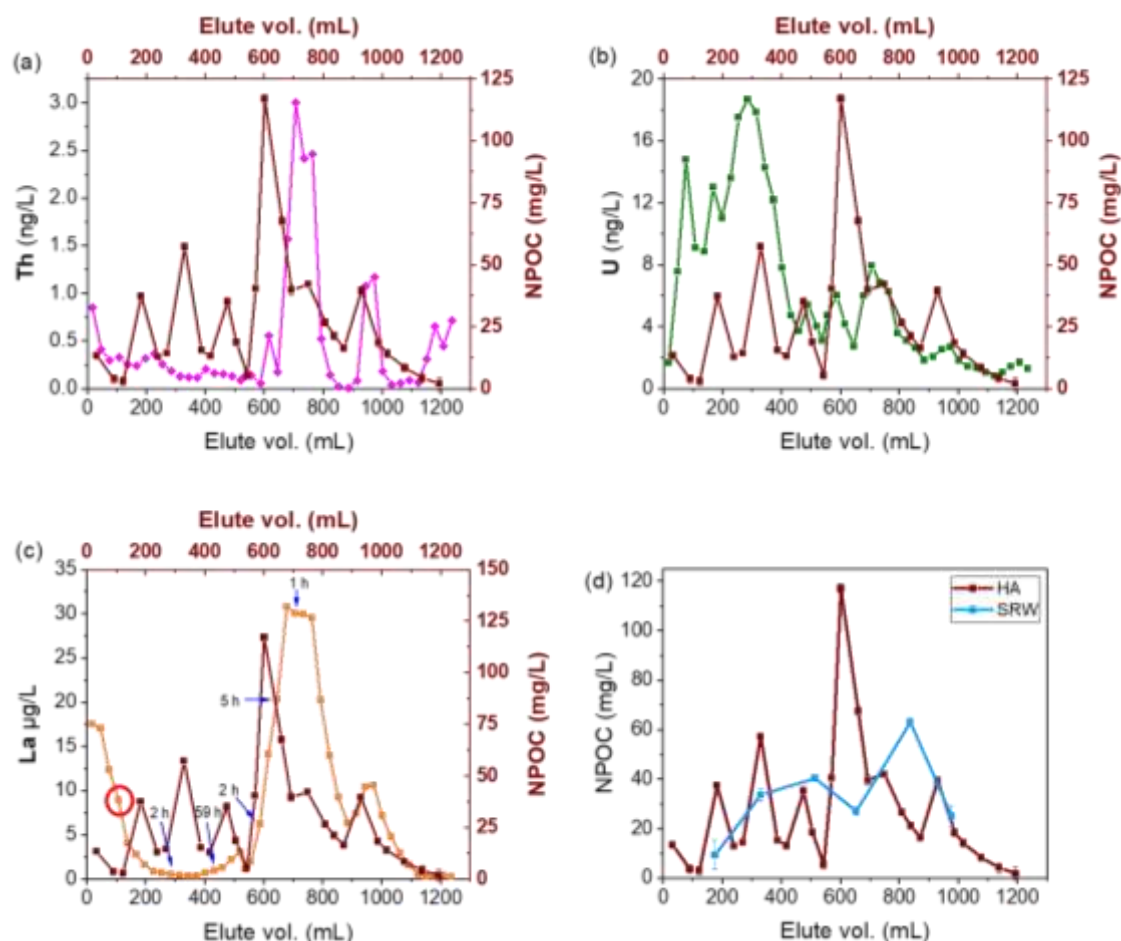 Elute vol. (mL)
0 200 400 600 800 1000 1200
(a)
Th (ng/L)
3.0
2.5
2.0
1.5
1.0
0.5
0.0
125
100
75
50
25
0
NPOC (mg/L)
0 200 400 600 800 1000 1200
Elute vol. (mL)
Elute vol. (mL)
0 200 400 600 800 1000 1200
(b)
U (ng/L)
20
16
12
8
4
0
125
100
75
50
25
0
NPOC (mg/L)
0 200 400 600 800 1000 1200
Elute vol. (mL)
Elute vol. (mL)
0 200 400 600 800 1000 1200
(c)
La µg/L
35
30
25
20
15
10
5
0
1 h
5 h
2 h
59 h
2 h
150
125
100
75
50
25
0
NPOC (mg/L)
0 200 400 600 800 1000 1200
Elute vol. (mL)
(d)
HA
SRW
NPOC (mg/L)
120
100
80
60
40
20
0
0 200 400 600 800 1000 1200
Elute vol. (mL)